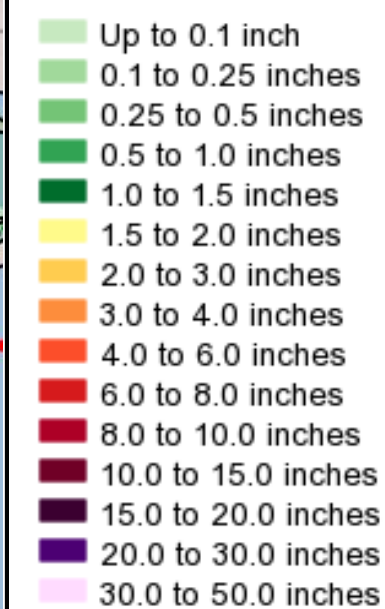 Up to 0.1 inch
0.1 to 0.25 inches
0.25 to 0.5 inches
0.5 to 1.0 inches
1.0 to 1.5 inches
1.5 to 2.0 inches
2.0 to 3.0 inches
3.0 to 4.0 inches
4.0 to 6.0 inches
6.0 to 8.0 inches
8.0 to 10.0 inches
10.0 to 15.0 inches
15.0 to 20.0 inches
20.0 to 30.0 inches
30.0 to 50.0 inches